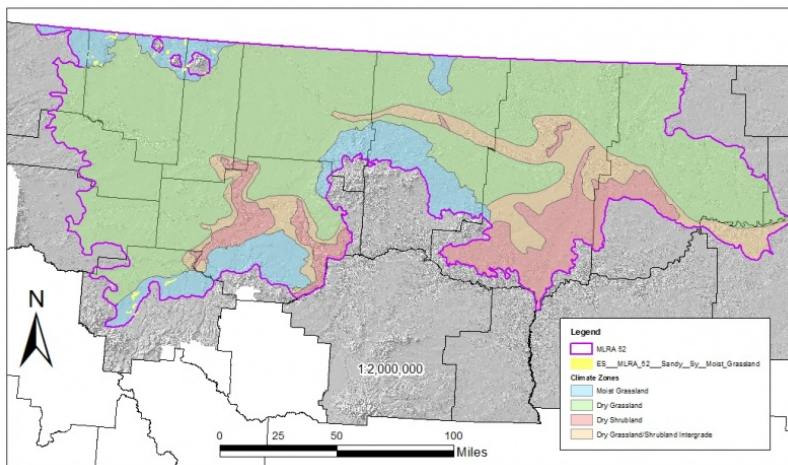 N
1:2,000,000
0 25 50 100
Miles
Legend
MLRA 52
ES___MLRA_52___Sandy__Sy__Moist_Grassland
Climate Zones
Moist Grassland
Dry Grassland
Dry Shrubland
Dry Grassland/Shrubland Intergrade